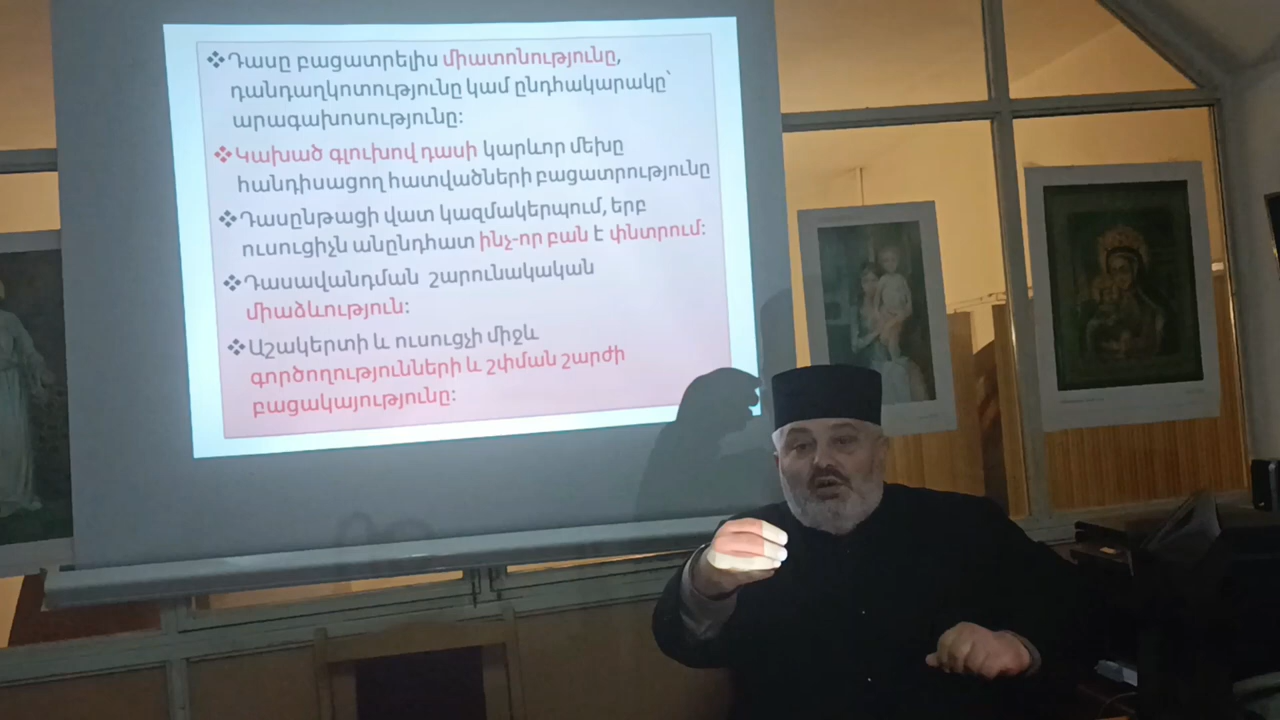 ❖Դասը բացատրելիս միատոնությունը,
դանդաղկոտությունը կամ ընդհակարակը՝
արագախոսությունը:
❖Կախած գլուխով դասի կարևոր մեխը
հանդիսացող հատվածների բացատրությունը
❖Դասընթացի վատ կազմակերպում, երբ
ուսուցիչն անընդհատ ինչ-որ բան է փնտրում:
❖Դասավանդման շարունակական
միաձևություն:
❖Աշակերտի և ուսուցչի միջև
գործողությունների և շփման շարժի
բացակայությունը: